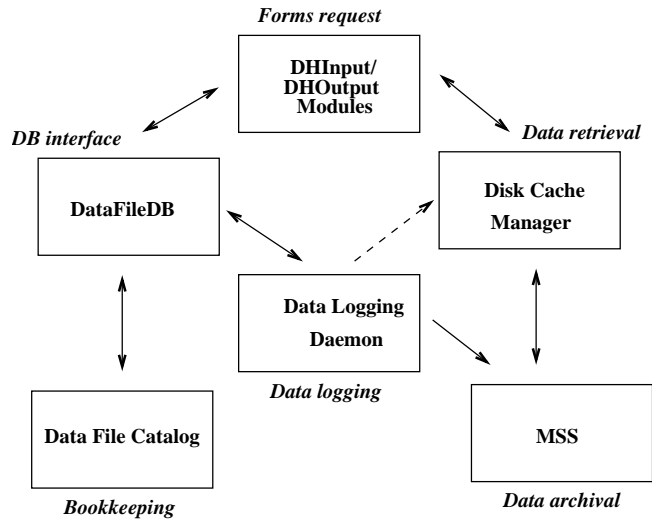 Forms request
DHInput/
DHOutput
Modules
DB interface
Data retrieval
DataFileDB
Disk Cache
Manager
Data Logging
Daemon
Data logging
Data File Catalog
MSS
Bookkeeping
Data archival